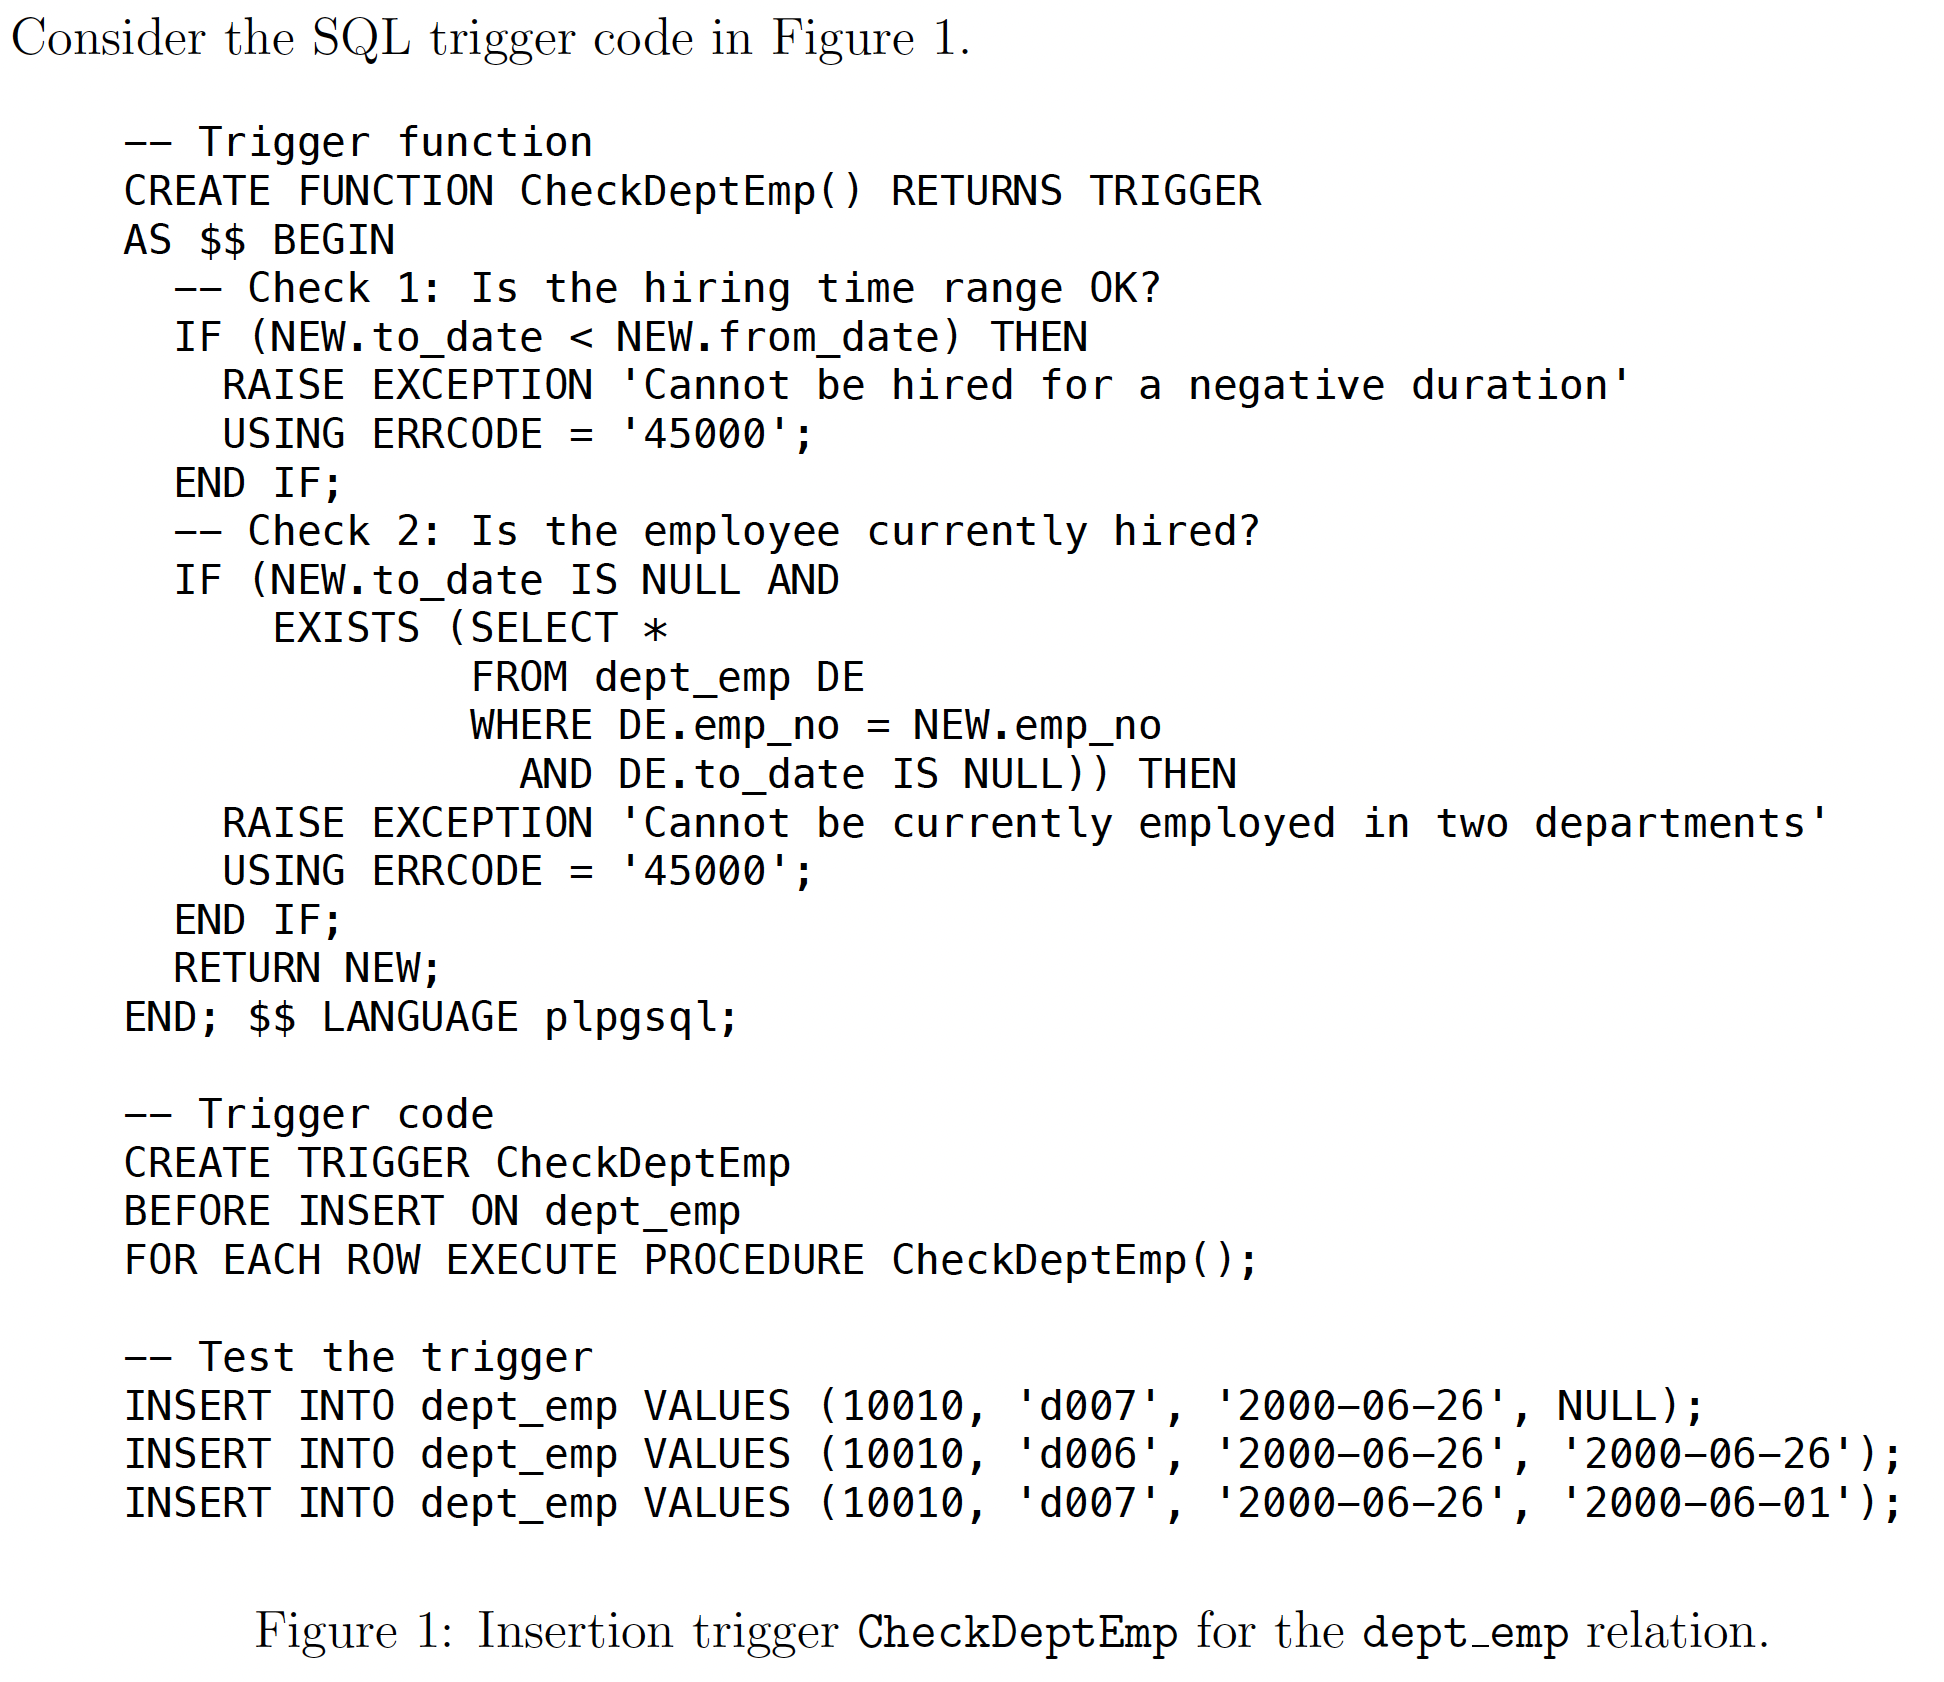 Consider the SQL trigger code in Figure 1.
-- Trigger function
CREATE FUNCTION CheckDeptEmp() RETURNS TRIGGER
AS $$ BEGIN
  -- Check 1: Is the hiring time range OK?
  IF (NEW.to_date < NEW.from_date) THEN
    RAISE EXCEPTION 'Cannot be hired for a negative duration'
    USING ERRCODE = '45000';
  END IF;
  -- Check 2: Is the employee currently hired?
  IF (NEW.to_date IS NULL AND
      EXISTS (SELECT *
              FROM dept_emp DE
              WHERE DE.emp_no = NEW.emp_no
                AND DE.to_date IS NULL)) THEN
    RAISE EXCEPTION 'Cannot be currently employed in two departments'
    USING ERRCODE = '45000';
  END IF;
  RETURN NEW;
END; $$ LANGUAGE plpgsql;
-- Trigger code
CREATE TRIGGER CheckDeptEmp
BEFORE INSERT ON dept_emp
FOR EACH ROW EXECUTE PROCEDURE CheckDeptEmp();
-- Test the trigger
INSERT INTO dept_emp VALUES (10010, 'd007', '2000-06-26', NULL);
INSERT INTO dept_emp VALUES (10010, 'd006', '2000-06-26', '2000-06-26');
INSERT INTO dept_emp VALUES (10010, 'd007', '2000-06-26', '2000-06-01');
Figure 1: Insertion trigger CheckDeptEmp for the dept_emp relation.